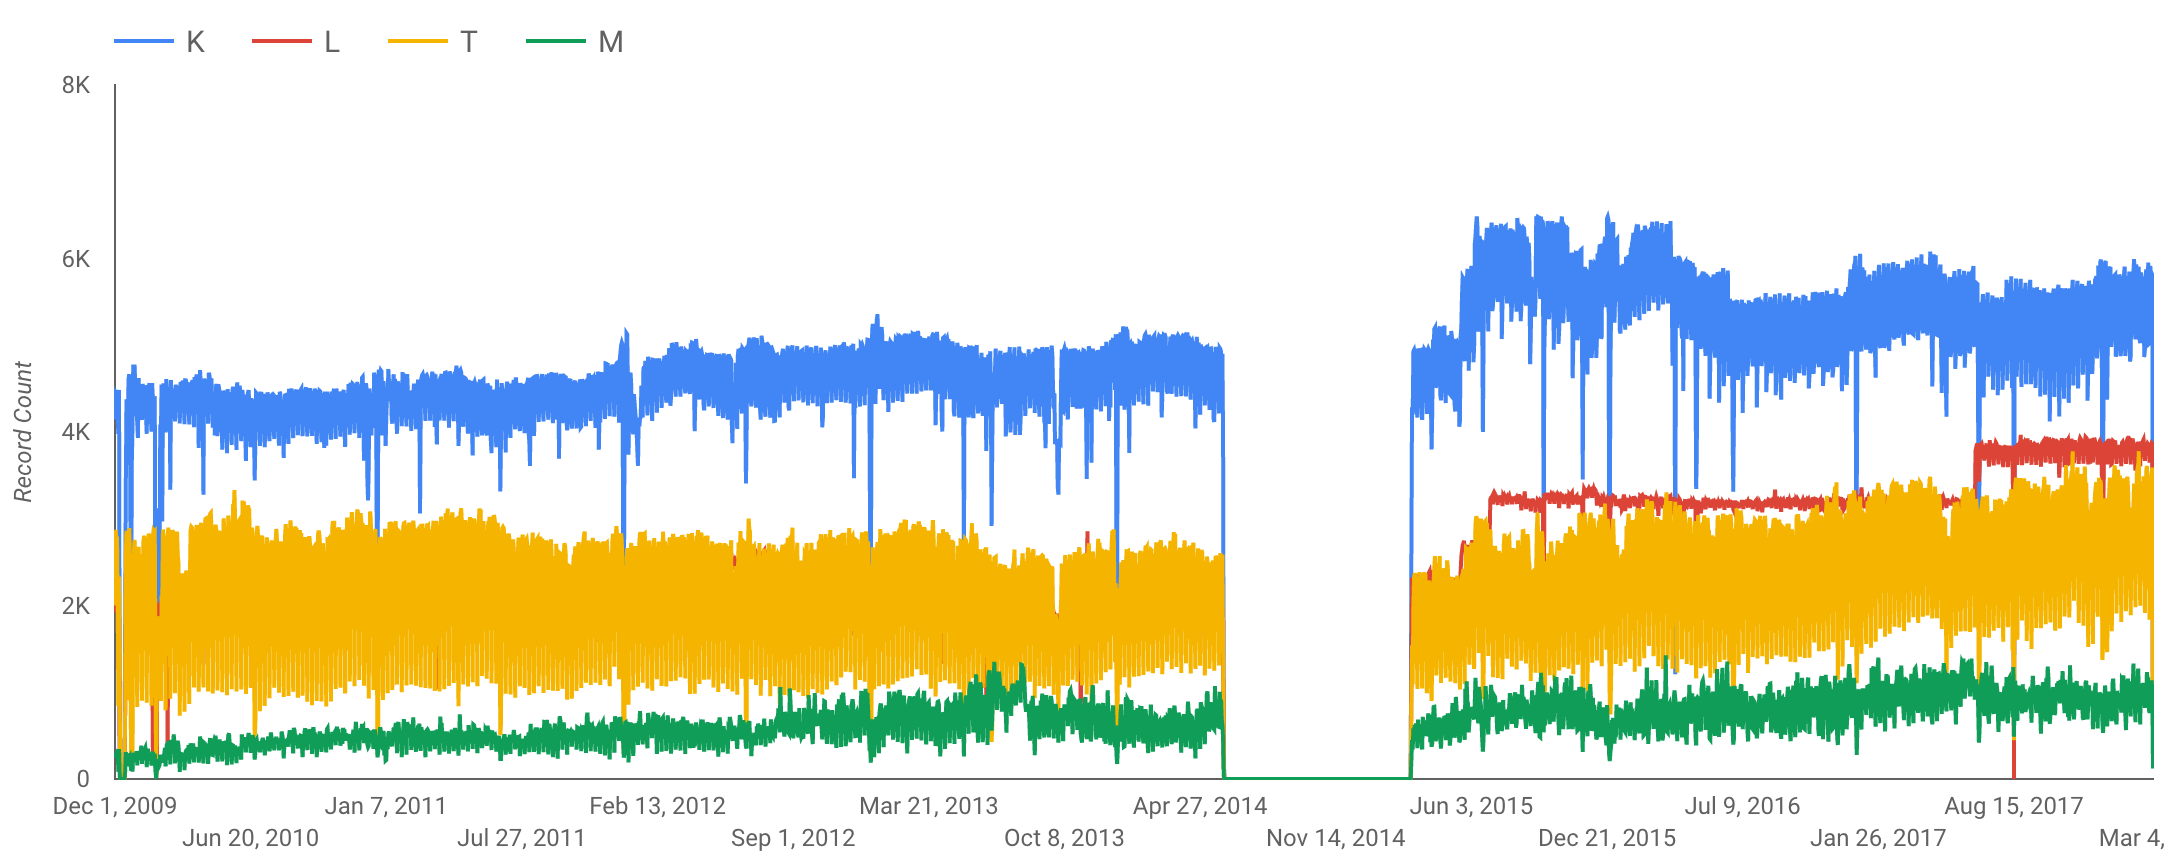 K L T M
8K
6K
4K
2K
0
Record Count
Dec 1, 2009 Jan 7, 2011 Feb 13, 2012 Mar 21, 2013 Apr 27, 2014 Jun 3, 2015 Jul 9, 2016 Aug 15, 2017
Jun 20, 2010 Jul 27, 2011 Sep 1, 2012 Oct 8, 2013 Nov 14, 2014 Dec 21, 2015 Jan 26, 2017 Mar 4,